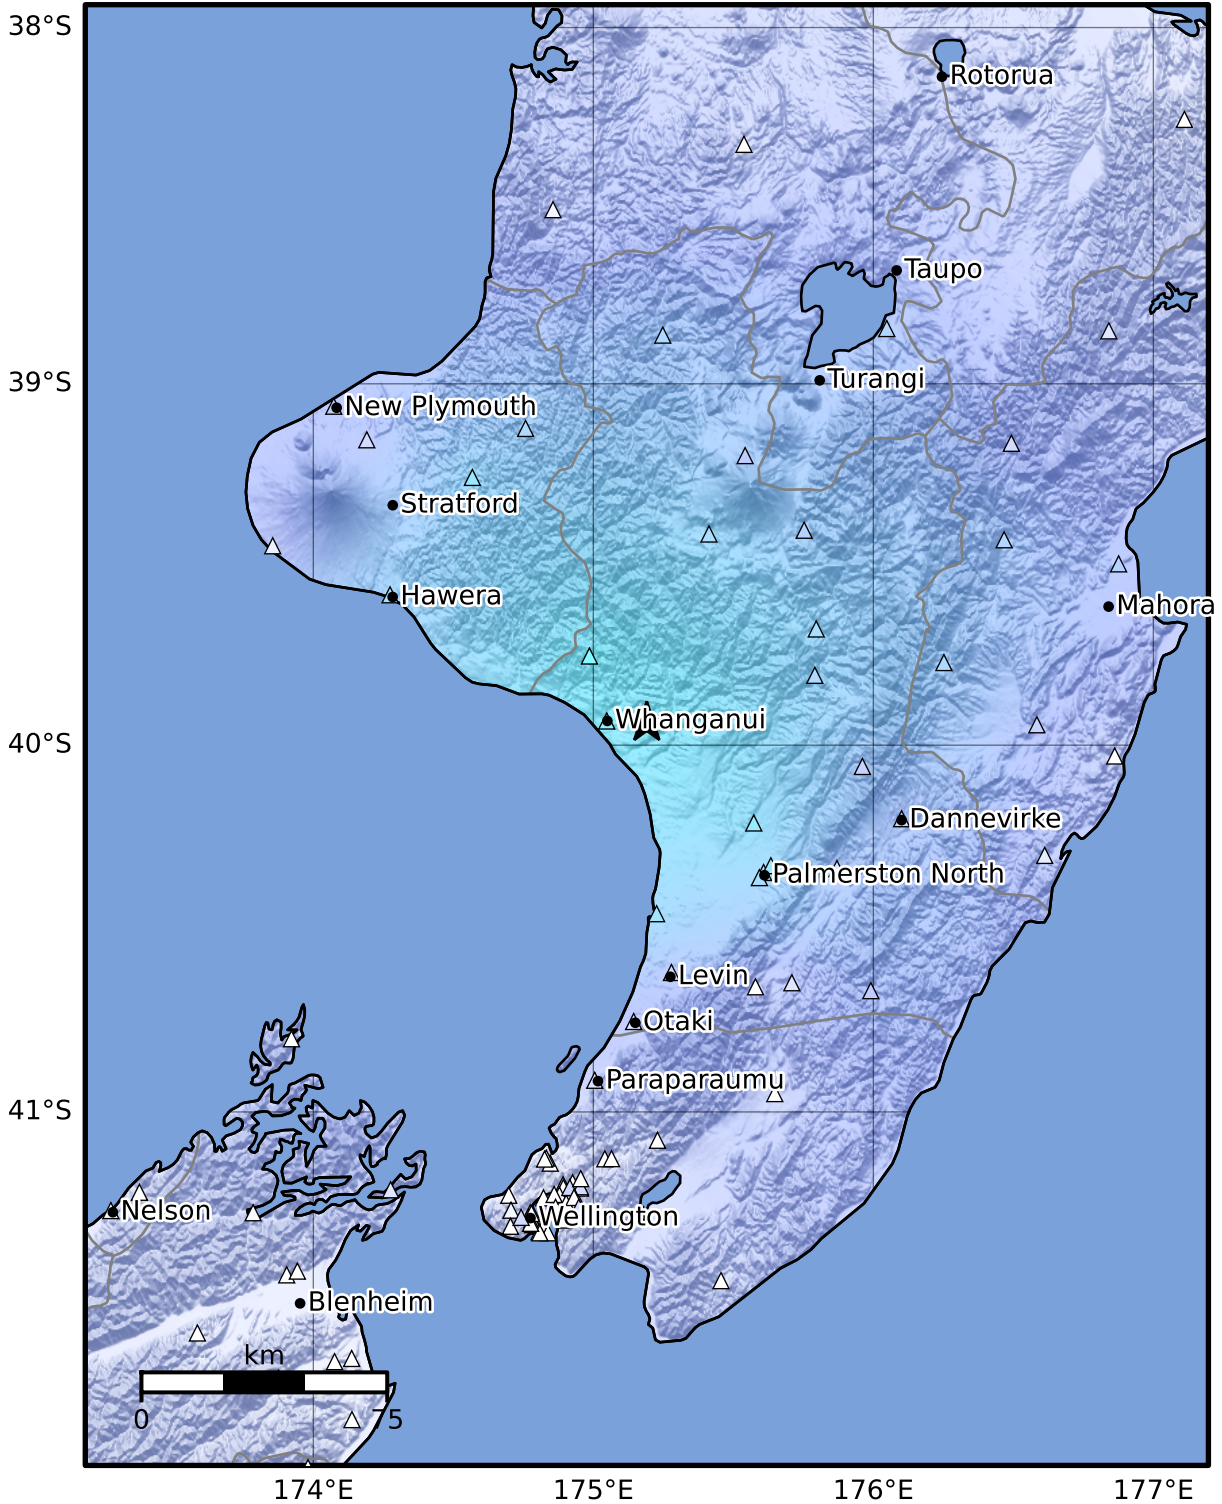 38°S
Rotorua
Taupo
39°S
Turangi
New Plymouth
Stratford
Hawera
Mahora
Whanganui
40°S
Dannevirke
Palmerston North
Levin
Otaki
Paraparaumu
41°S
Nelson
Wellington
Blenheim
km
0
75
174°E
175°E
176°E
177°E